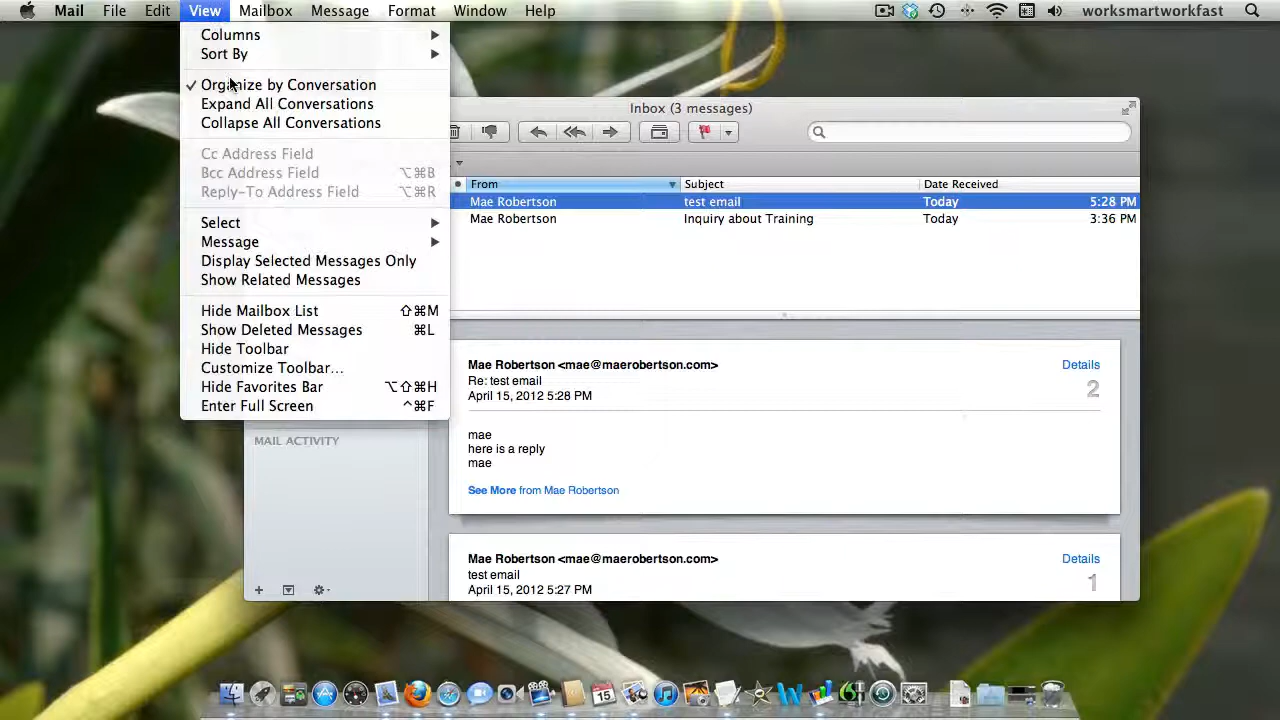 Mail File Edit View Mailbox Message Format Window Help worksmartworkfast
Columns
Sort By
✓ Organize by Conversation
Expand All Conversations
Collapse All Conversations
Cc Address Field
Bcc Address Field ⌥⌘B
Reply-To Address Field ⌥⌘R
Select
Message
Display Selected Messages Only
Show Related Messages
Hide Mailbox List ⇧⌘M
Show Deleted Messages ⌘L
Hide Toolbar
Customize Toolbar...
Hide Favorites Bar ⌥⇧⌘H
Enter Full Screen ^⌘F
MAIL ACTIVITY
Inbox (3 messages)
From Subject Date Received
Mae Robertson test email Today 5:28 PM
Mae Robertson Inquiry about Training Today 3:36 PM
Mae Robertson <mae@maerobertson.com> Details
Re: test email 2
April 15, 2012 5:28 PM
mae
here is a reply
mae
See More from Mae Robertson
Mae Robertson <mae@maerobertson.com> Details
test email 1
April 15, 2012 5:27 PM
15